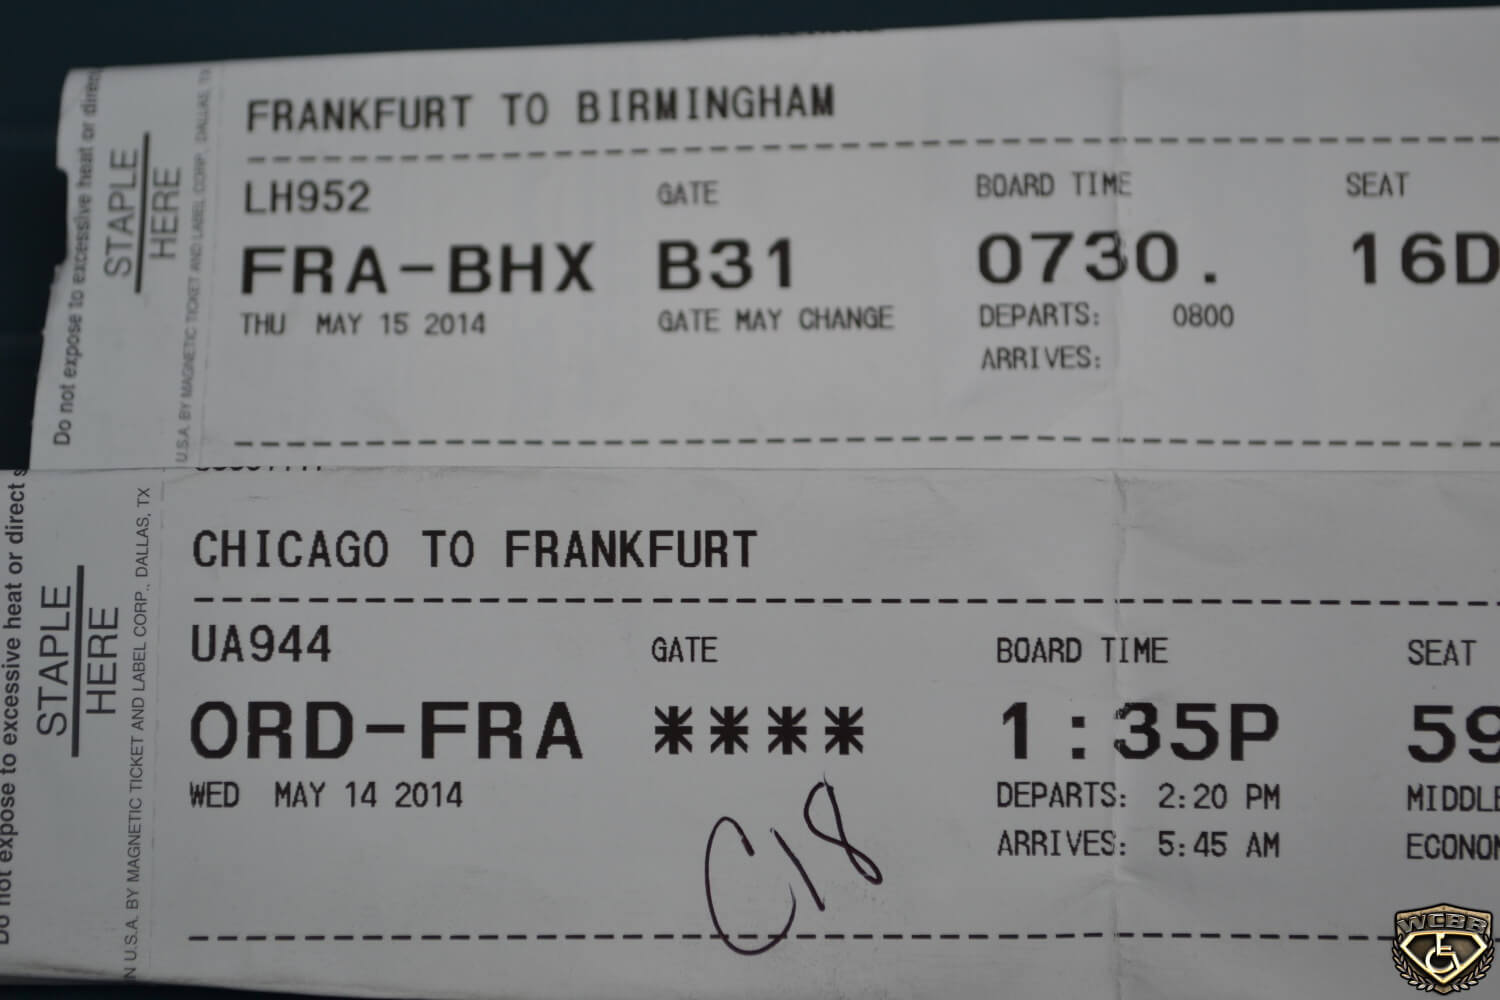 FRANKFURT TO BIRMINGHAM
LH952 GATE BOARD TIME SEAT
FRA-BHX B31 0730. 16D
THU MAY 15 2014 GATE MAY CHANGE DEPARTS: 0800
ARRIVES:
STAPLE
HERE
Do not expose to excessive heat or direct
U.S.A. BY MAGNETIC TICKET AND LABEL CORP., DALLAS, TX
CHICAGO TO FRANKFURT
UA944 GATE BOARD TIME SEAT
ORD-FRA **** 1:35P 59
WED MAY 14 2014 DEPARTS: 2:20 PM MIDDLE
ARRIVES: 5:45 AM ECONOM
C18
STAPLE
HERE
Do not expose to excessive heat or direct s
N U.S.A. BY MAGNETIC TICKET AND LABEL CORP., DALLAS, TX
WCBB